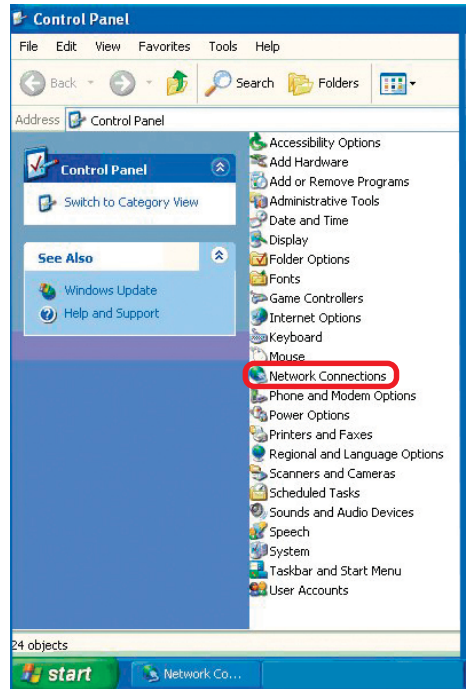 Control Panel
File Edit View Favorites Tools Help
Back Search Folders
Address Control Panel
Control Panel
Switch to Category View
See Also
Windows Update
Help and Support
Accessibility Options
Add Hardware
Add or Remove Programs
Administrative Tools
Date and Time
Display
Folder Options
Fonts
Game Controllers
Internet Options
Keyboard
Mouse
Network Connections
Phone and Modem Options
Power Options
Printers and Faxes
Regional and Language Options
Scanners and Cameras
Scheduled Tasks
Sounds and Audio Devices
Speech
System
Taskbar and Start Menu
User Accounts
24 objects
start Network Co...